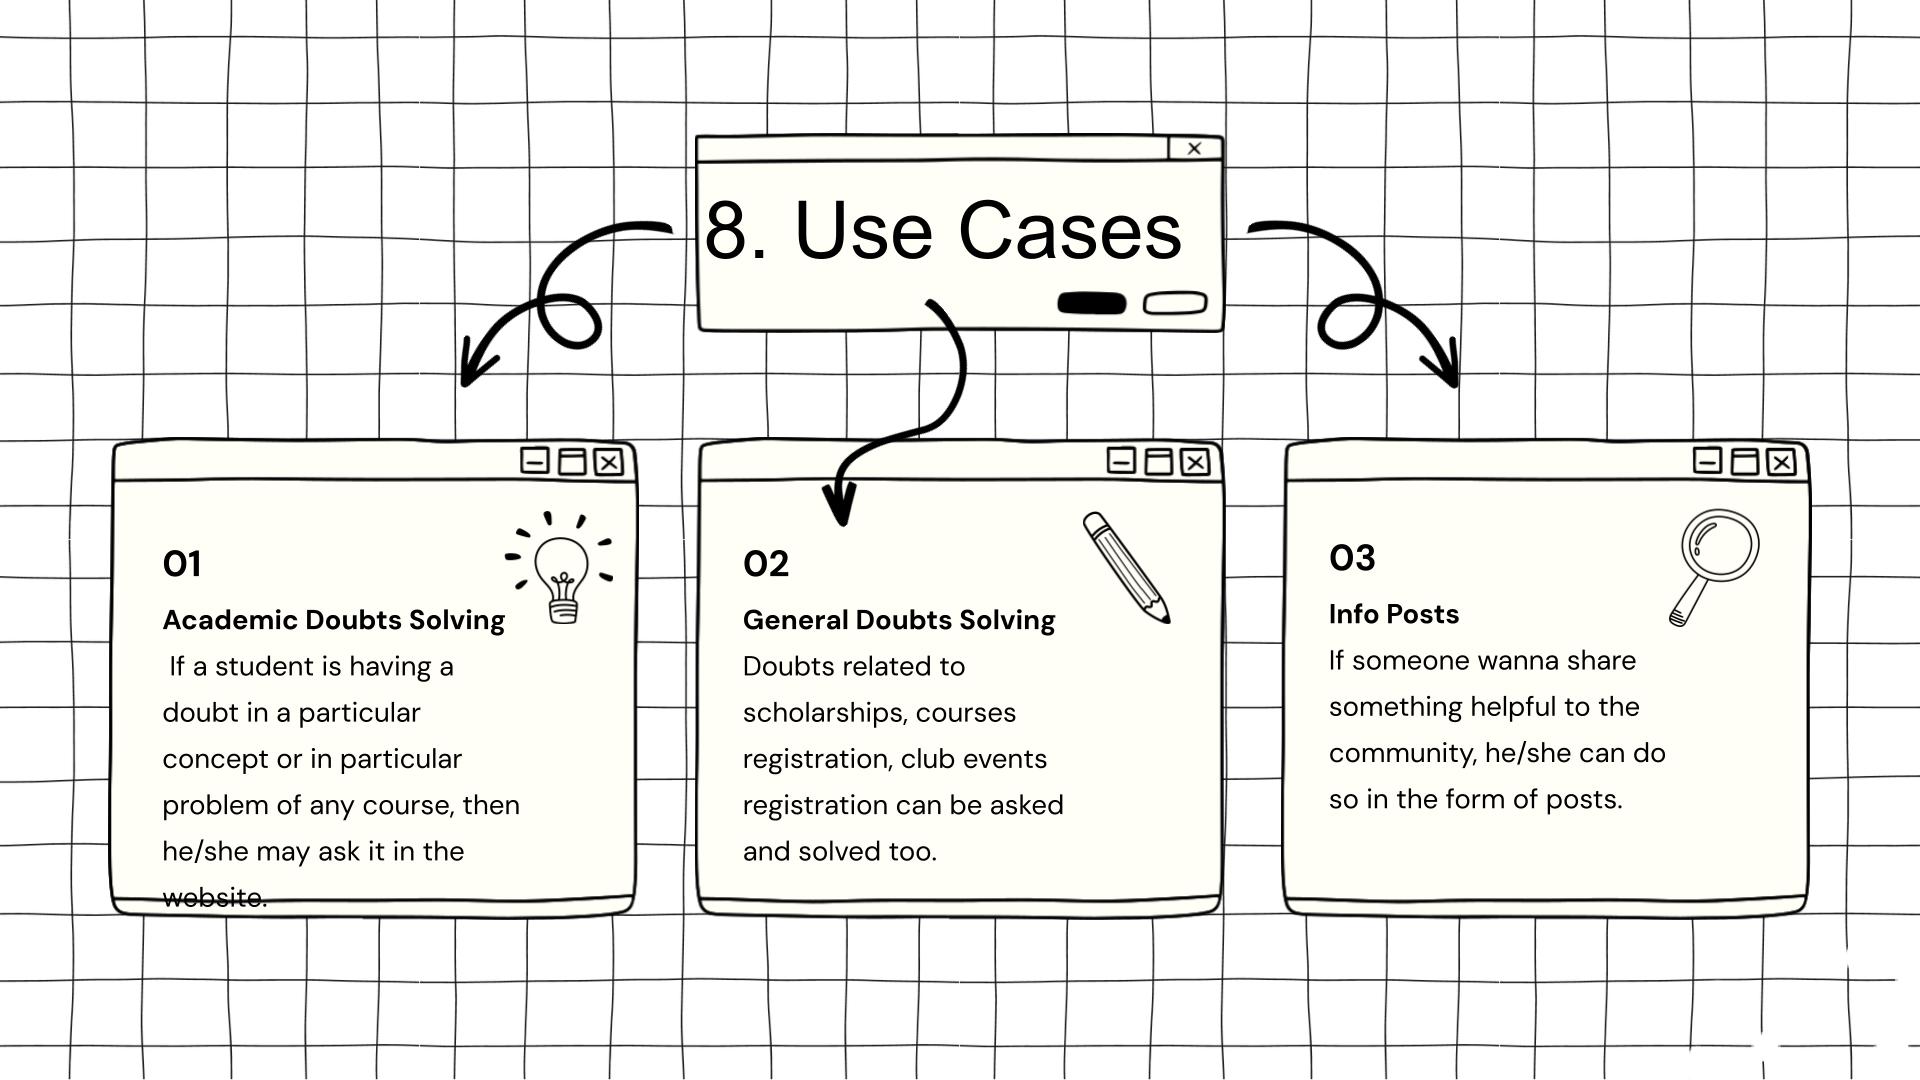 8. Use Cases
01
Academic Doubts Solving
If a student is having a
doubt in a particular
concept or in particular
problem of any course, then
he/she may ask it in the
website.
02
General Doubts Solving
Doubts related to
scholarships, courses
registration, club events
registration can be asked
and solved too.
03
Info Posts
If someone wanna share
something helpful to the
community, he/she can do
so in the form of posts.